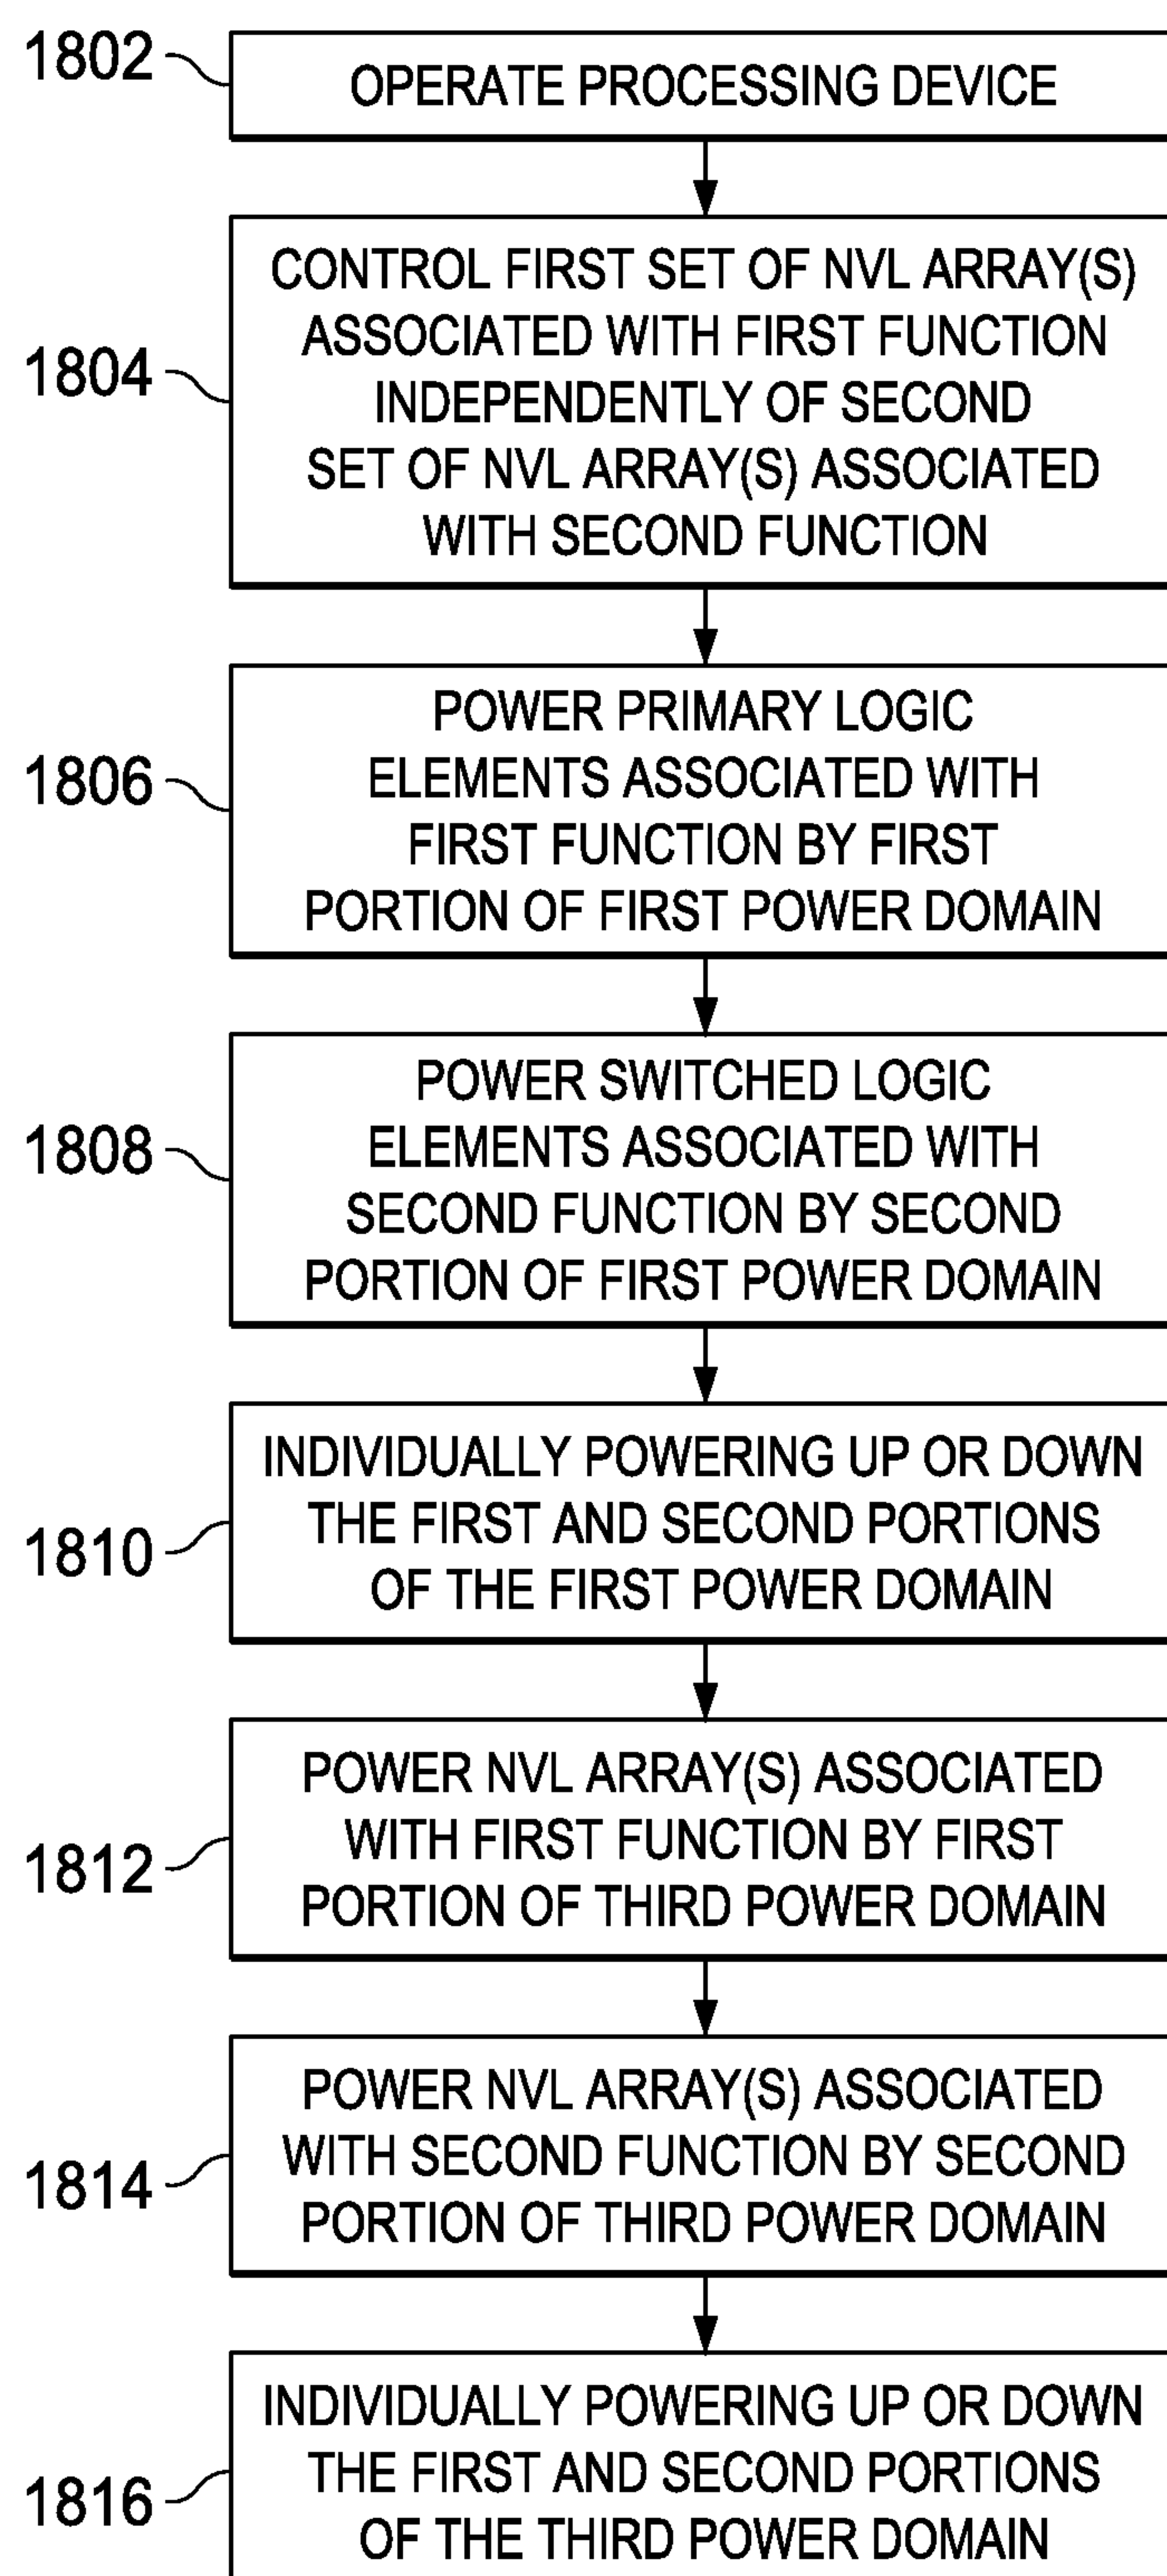 1802
OPERATE PROCESSING DEVICE
1804
CONTROL FIRST SET OF NVL ARRAY(S)
ASSOCIATED WITH FIRST FUNCTION
INDEPENDENTLY OF SECOND
SET OF NVL ARRAY(S) ASSOCIATED
WITH SECOND FUNCTION
1806
POWER PRIMARY LOGIC
ELEMENTS ASSOCIATED WITH
FIRST FUNCTION BY FIRST
PORTION OF FIRST POWER DOMAIN
1808
POWER SWITCHED LOGIC
ELEMENTS ASSOCIATED WITH
SECOND FUNCTION BY SECOND
PORTION OF FIRST POWER DOMAIN
1810
INDIVIDUALLY POWERING UP OR DOWN
THE FIRST AND SECOND PORTIONS
OF THE FIRST POWER DOMAIN
1812
POWER NVL ARRAY(S) ASSOCIATED
WITH FIRST FUNCTION BY FIRST
PORTION OF THIRD POWER DOMAIN
1814
POWER NVL ARRAY(S) ASSOCIATED
WITH SECOND FUNCTION BY SECOND
PORTION OF THIRD POWER DOMAIN
1816
INDIVIDUALLY POWERING UP OR DOWN
THE FIRST AND SECOND PORTIONS
OF THE THIRD POWER DOMAIN